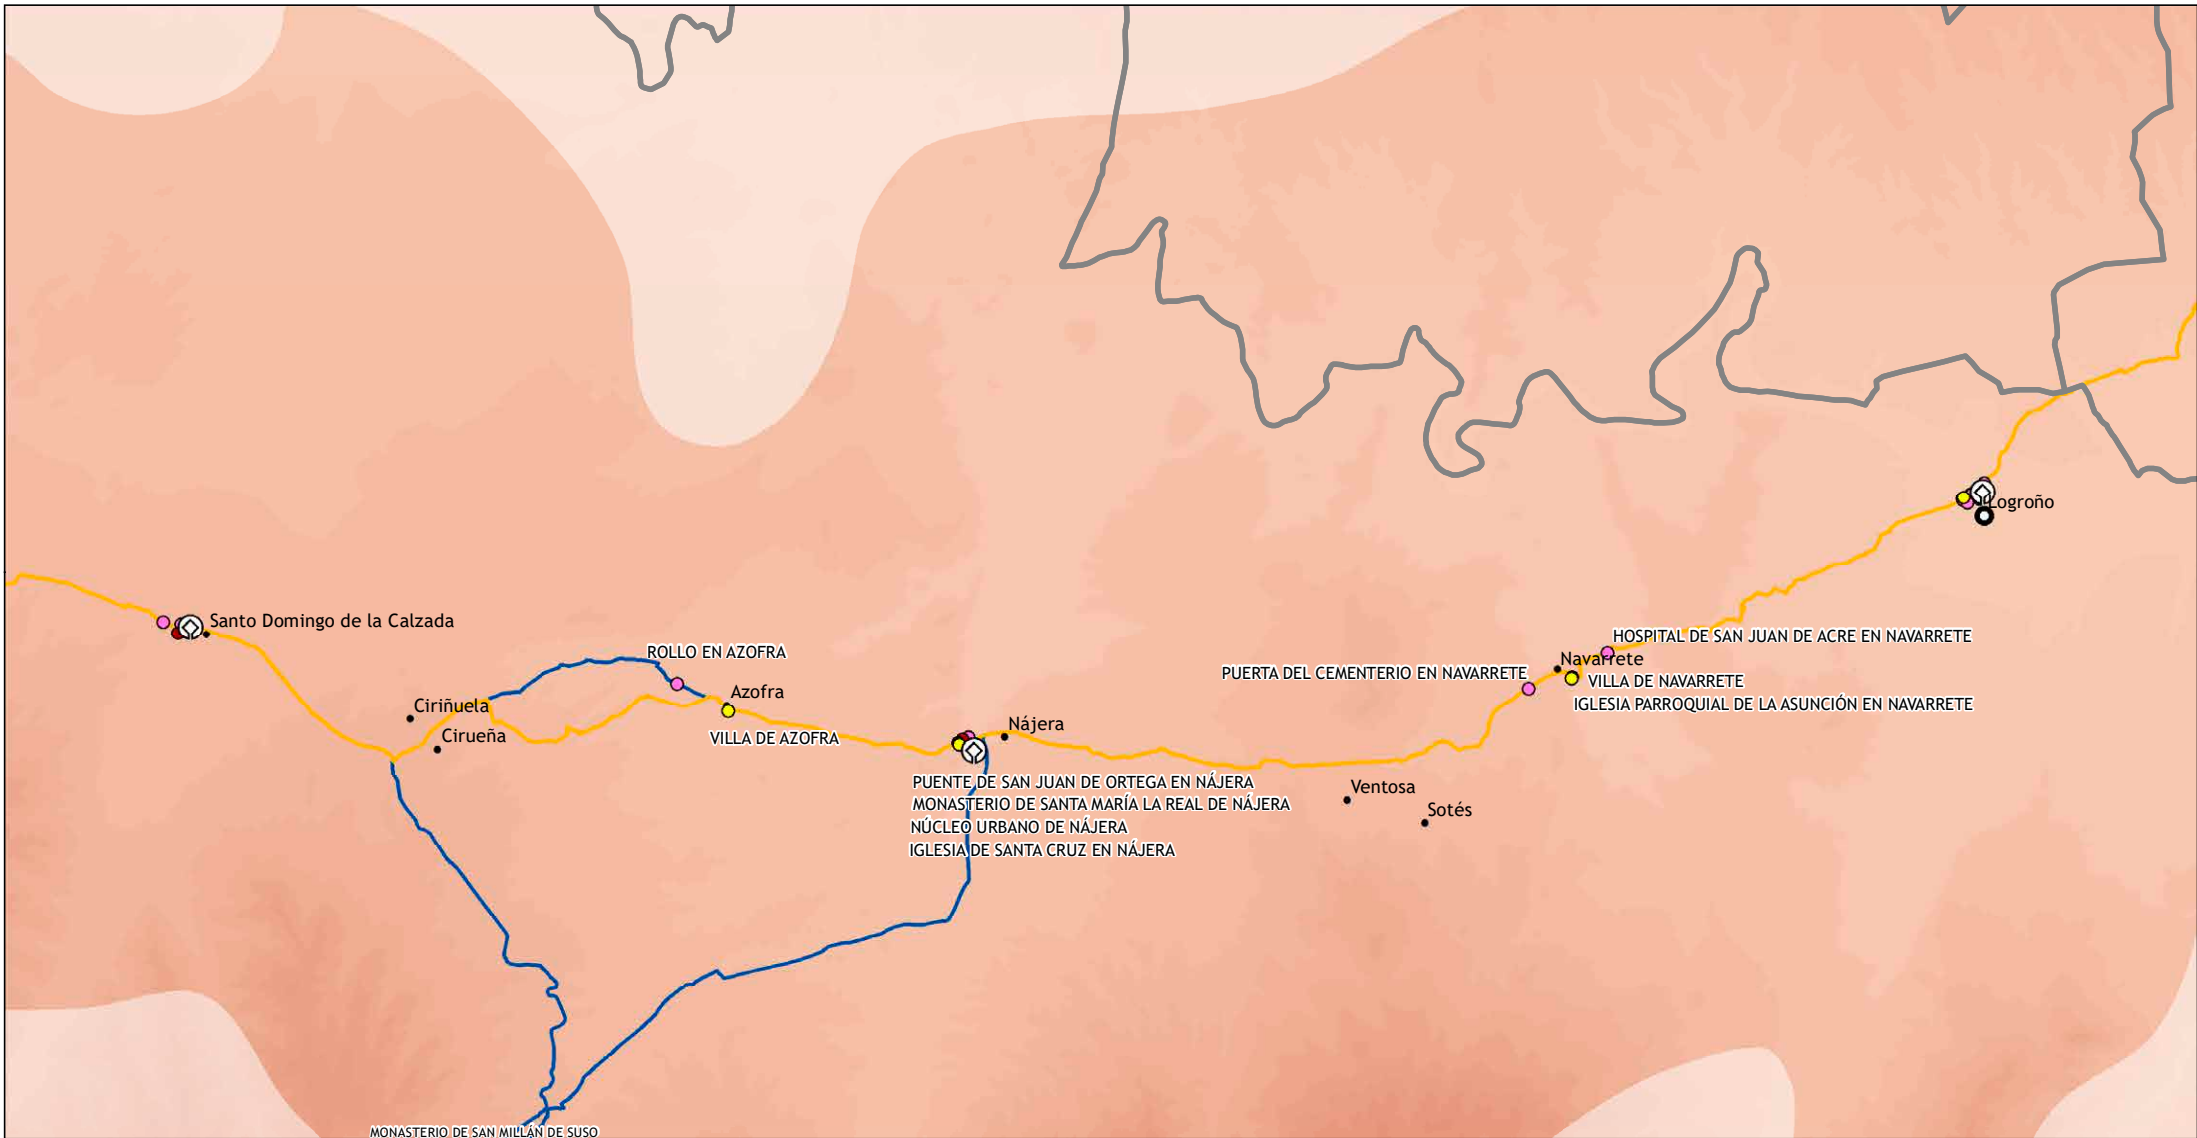 Logroño
Santo Domingo de la Calzada
HOSPITAL DE SAN JUAN DE ACRE EN NAVARRETE
ROLLO EN AZOFRA
Navarrete
PUERTA DEL CEMENTERIO EN NAVARRETE
VILLA DE NAVARRETE
Azofra
IGLESIA PARROQUIAL DE LA ASUNCIÓN EN NAVARRETE
Ciriñuela
Nájera
Cirueña
VILLA DE AZOFRA
PUENTE DE SAN JUAN DE ORTEGA EN NÁJERA
Ventosa
MONASTERIO DE SANTA MARÍA LA REAL DE NÁJERA
Sotés
NÚCLEO URBANO DE NÁJERA
IGLESIA DE SANTA CRUZ EN NÁJERA
MONASTERIO DE SAN MILLÁN DE SUSO